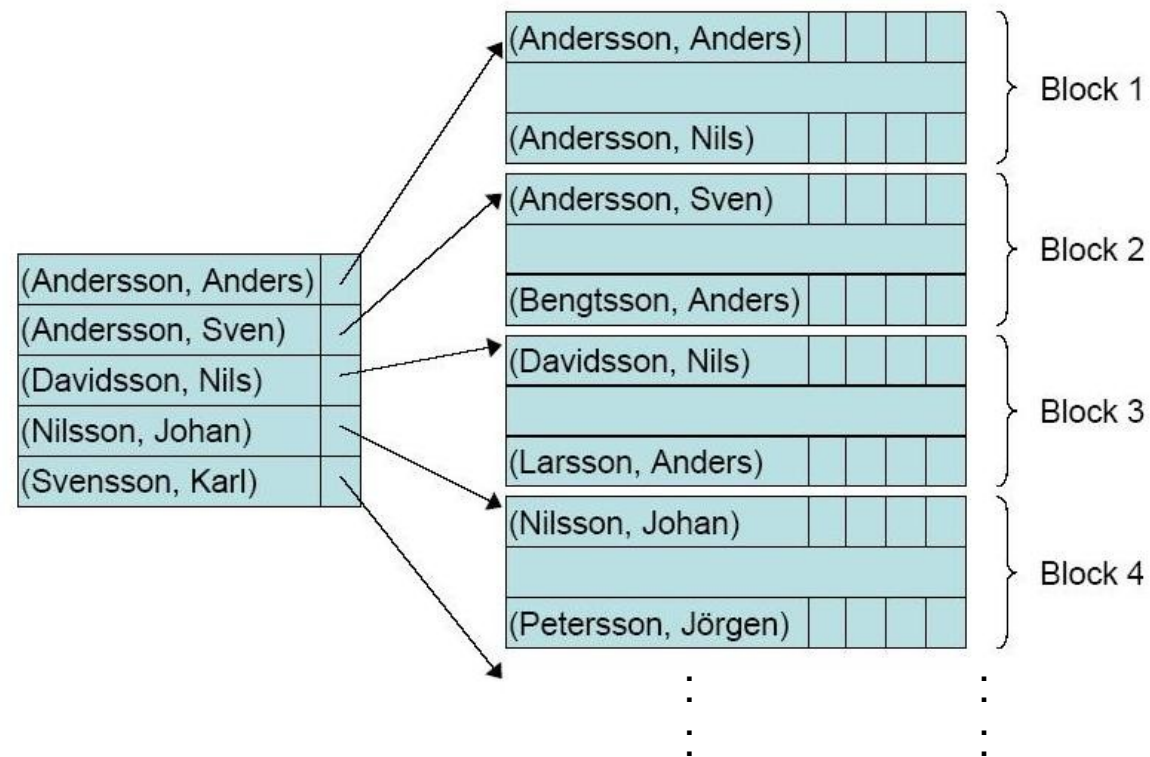 (Andersson, Anders)
(Andersson, Sven)
(Davidsson, Nils)
(Nilsson, Johan)
(Svensson, Karl)
(Andersson, Anders)
(Andersson, Nils)
Block 1
(Andersson, Sven)
(Bengtsson, Anders)
Block 2
(Davidsson, Nils)
(Larsson, Anders)
Block 3
(Nilsson, Johan)
(Petersson, Jörgen)
Block 4